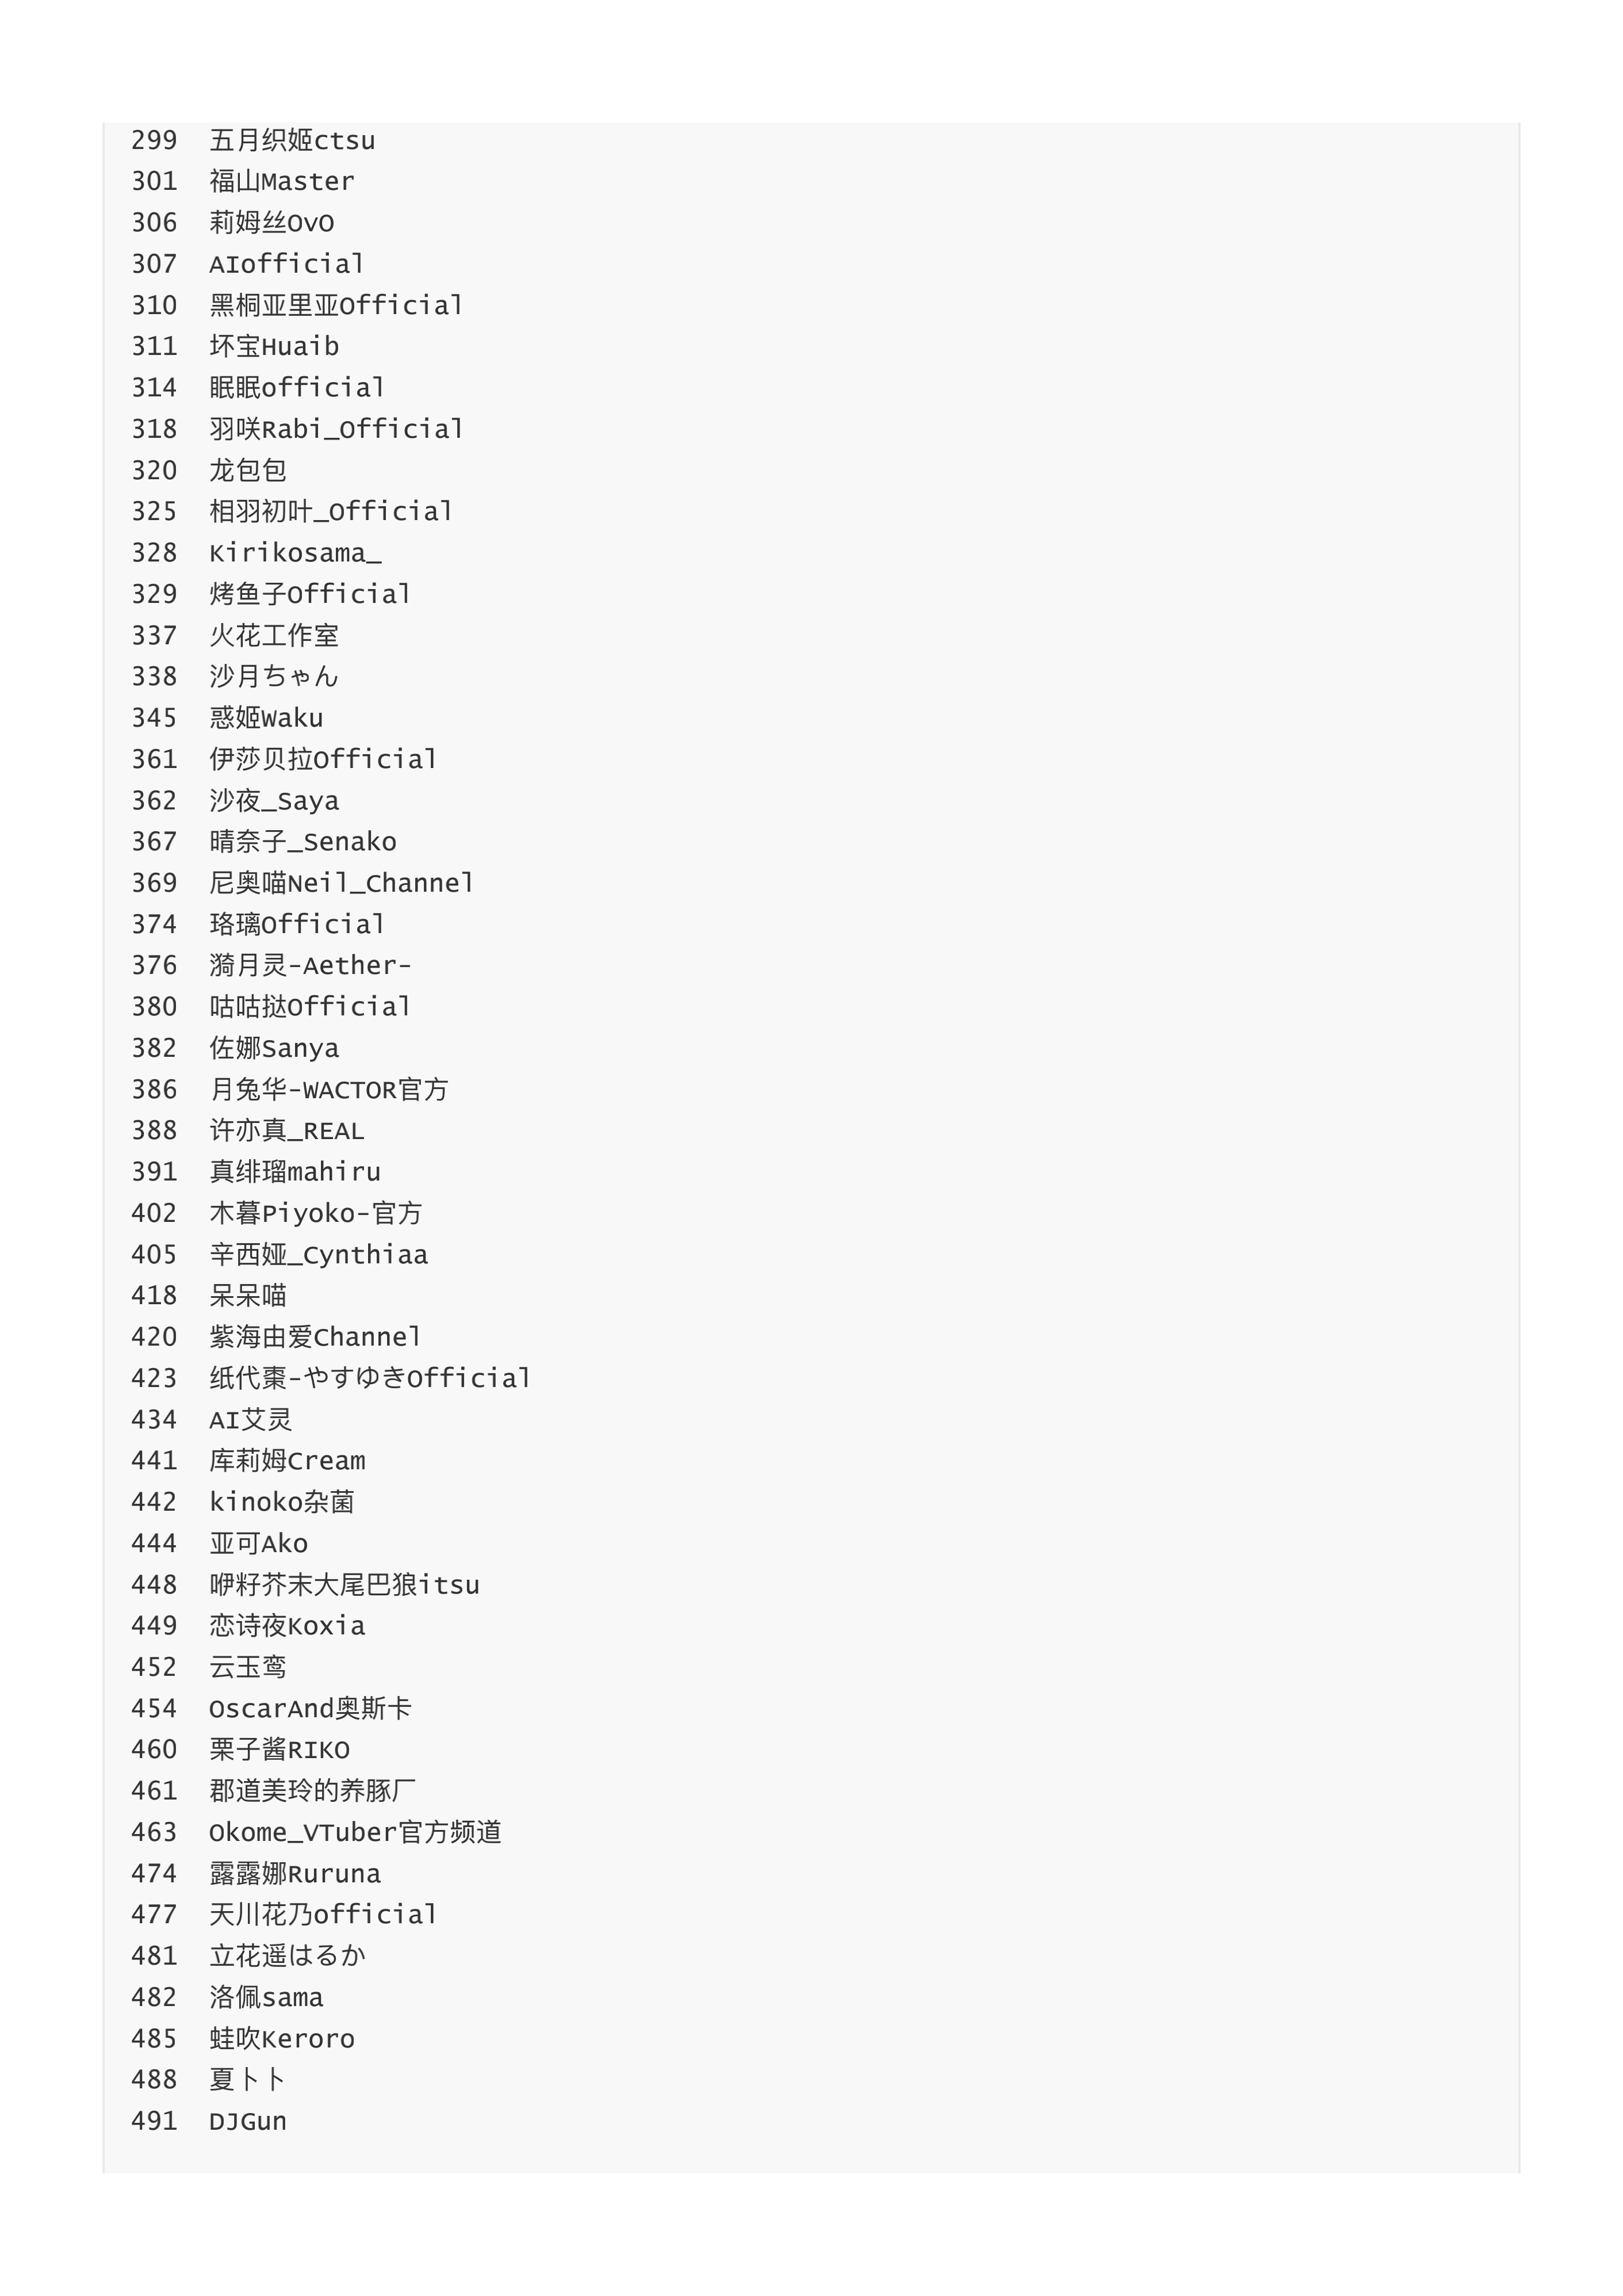 299 五月织姬ctsu
301 福山Master
306 莉姆丝OvO
307 AIofficial
310 黑桐亚里亚Official
311 坏宝Huaib
314 眠眠official
318 羽咲Rabi_Official
320 龙包包
325 相羽初叶_Official
328 Kirikosama_
329 烤鱼子Official
337 火花工作室
338 沙月ちゃん
345 惑姬Waku
361 伊莎贝拉Official
362 沙夜_Saya
367 晴奈子_Senako
369 尼奥喵Neil_Channel
374 珞璃Official
376 漪月灵-Aether-
380 咕咕挞Official
382 佐娜Sanya
386 月兔华-WACTOR官方
388 许亦真_REAL
391 真绯瑠mahiru
402 木暮Piyoko-官方
405 辛西娅_Cynthiaa
418 呆呆喵
420 紫海由爱Channel
423 纸代棗-やすゆきOfficial
434 AI艾灵
441 库莉姆Cream
442 kinoko杂菌
444 亚可Ako
448 咿籽芥末大尾巴狼itsu
449 恋诗夜Koxia
452 云玉鸾
454 OscarAnd奥斯卡
460 栗子酱RIKO
461 郡道美玲的养豚厂
463 Okome_VTuber官方频道
474 露露娜Ruruna
477 天川花乃official
481 立花遥はるか
482 洛佩sama
485 蛙吹Keroro
488 夏卜卜
491 DJGun